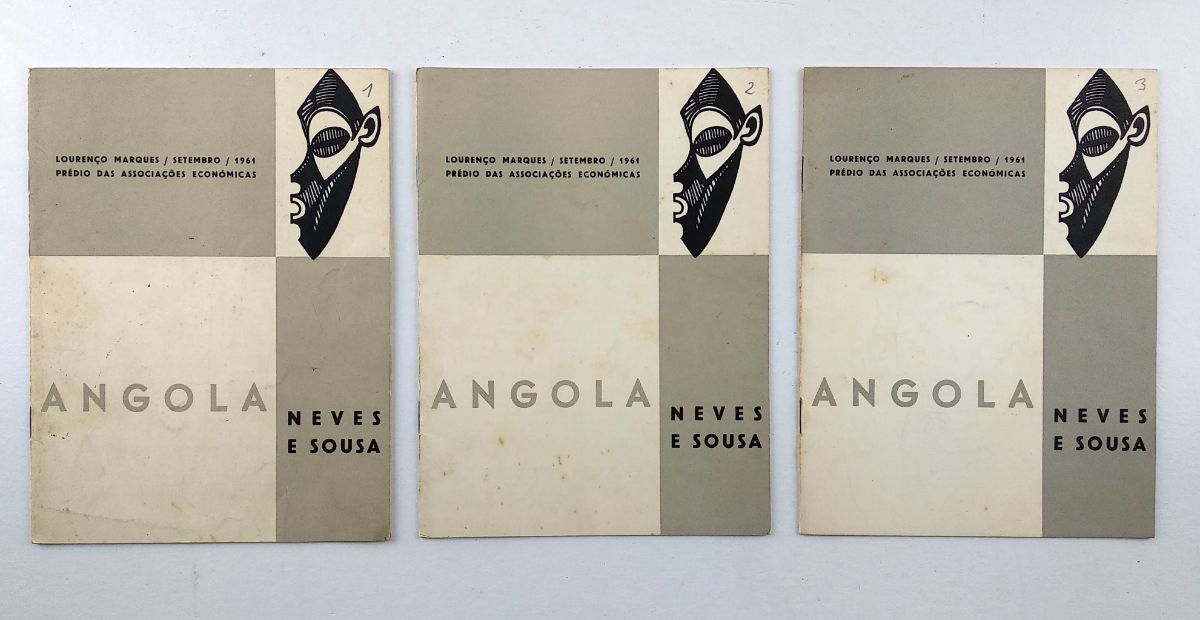 1
LOURENÇO MARQUES / SETEMBRO / 1961
PRÉDIO DAS ASSOCIAÇÕES ECONÓMICAS
ANGOLA
NEVES
E SOUSA
2
LOURENÇO MARQUES / SETEMBRO / 1961
PRÉDIO DAS ASSOCIAÇÕES ECONÓMICAS
ANGOLA
NEVES
E SOUSA
3
LOURENÇO MARQUES / SETEMBRO / 1961
PRÉDIO DAS ASSOCIAÇÕES ECONÓMICAS
ANGOLA
NEVES
E SOUSA